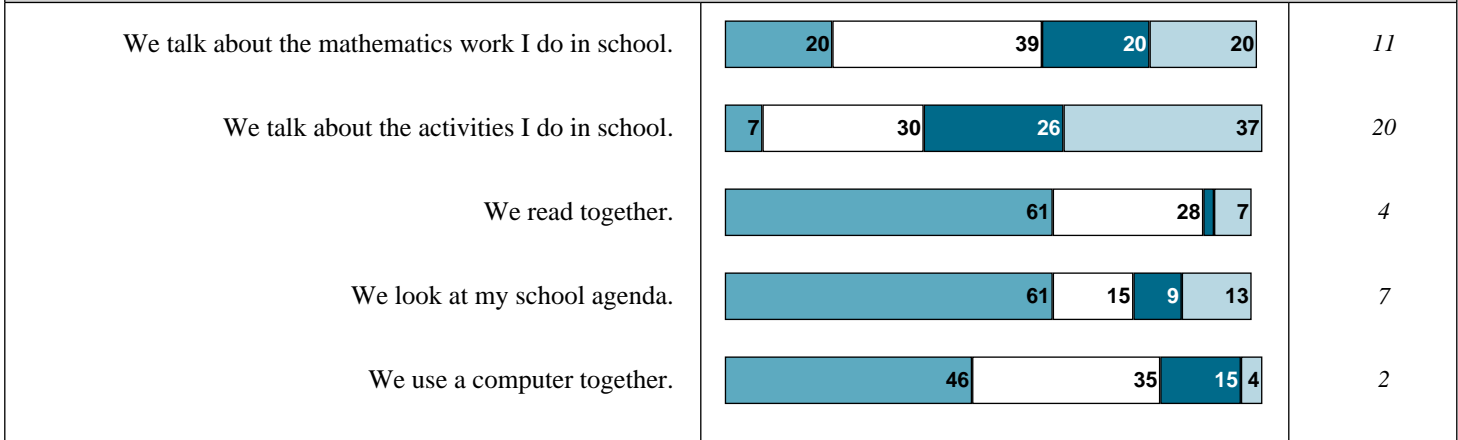 We talk about the mathematics work I do in school. 20 39 20 20 11
We talk about the activities I do in school. 7 30 26 37 20
We read together. 61 28 7 4
We look at my school agenda. 61 15 9 13 7
We use a computer together. 46 35 15 4 2